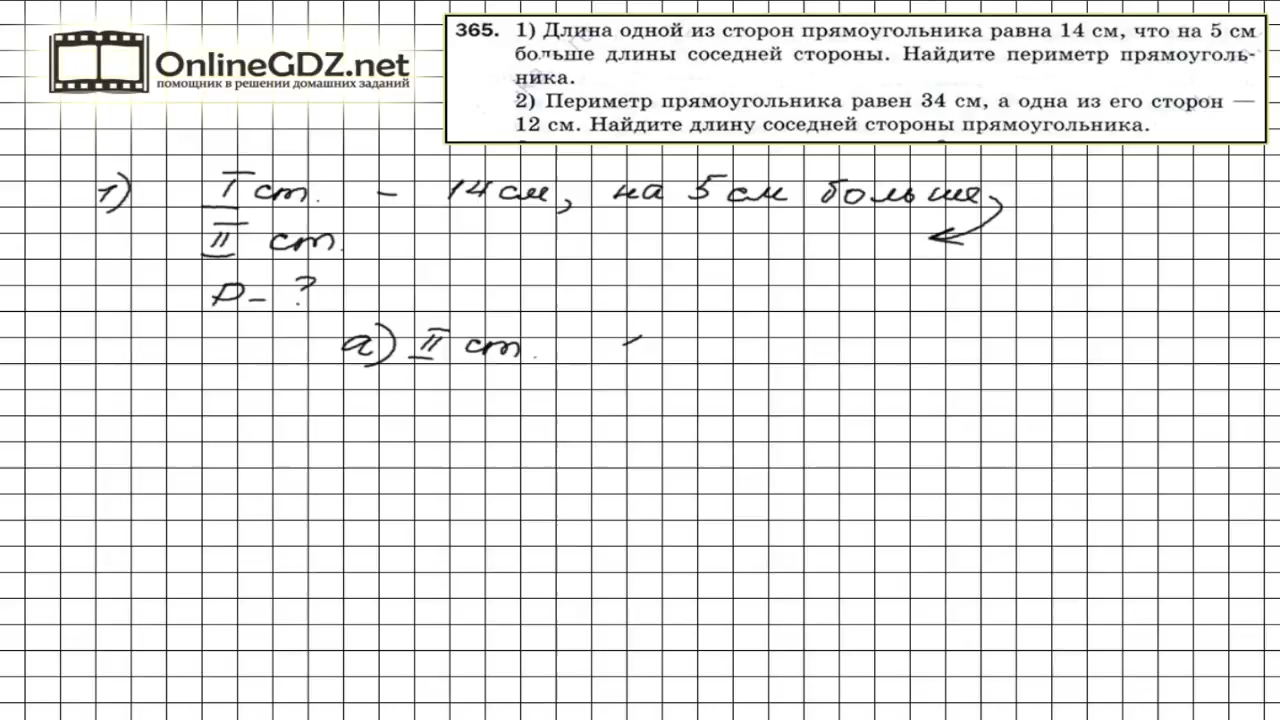 OnlineGDZ.net
помощник в решении домашних заданий
365. 1) Длина одной из сторон прямоугольника равна 14 см, что на 5 см
больше длины соседней стороны. Найдите периметр прямоуголь-
ника.
2) Периметр прямоугольника равен 34 см, а одна из его сторон —
12 см. Найдите длину соседней стороны прямоугольника.
1) I ст. - 14 см, на 5 см больше,
II ст.
P - ?
а) II ст.